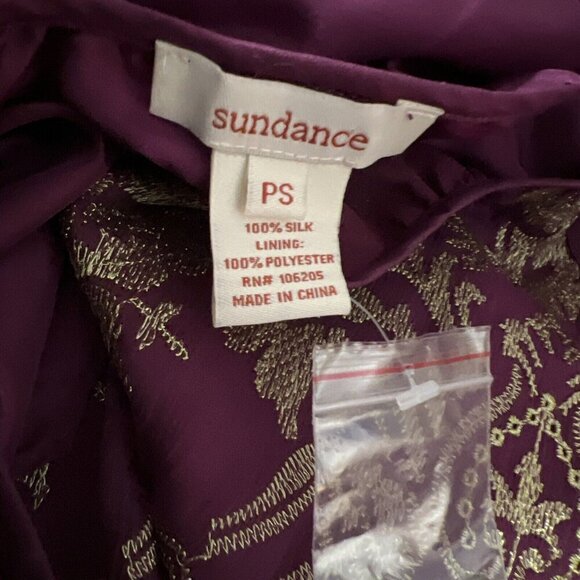 sundance
PS
100% SILK
LINING:
100% POLYESTER
RN# 106205
MADE IN CHINA